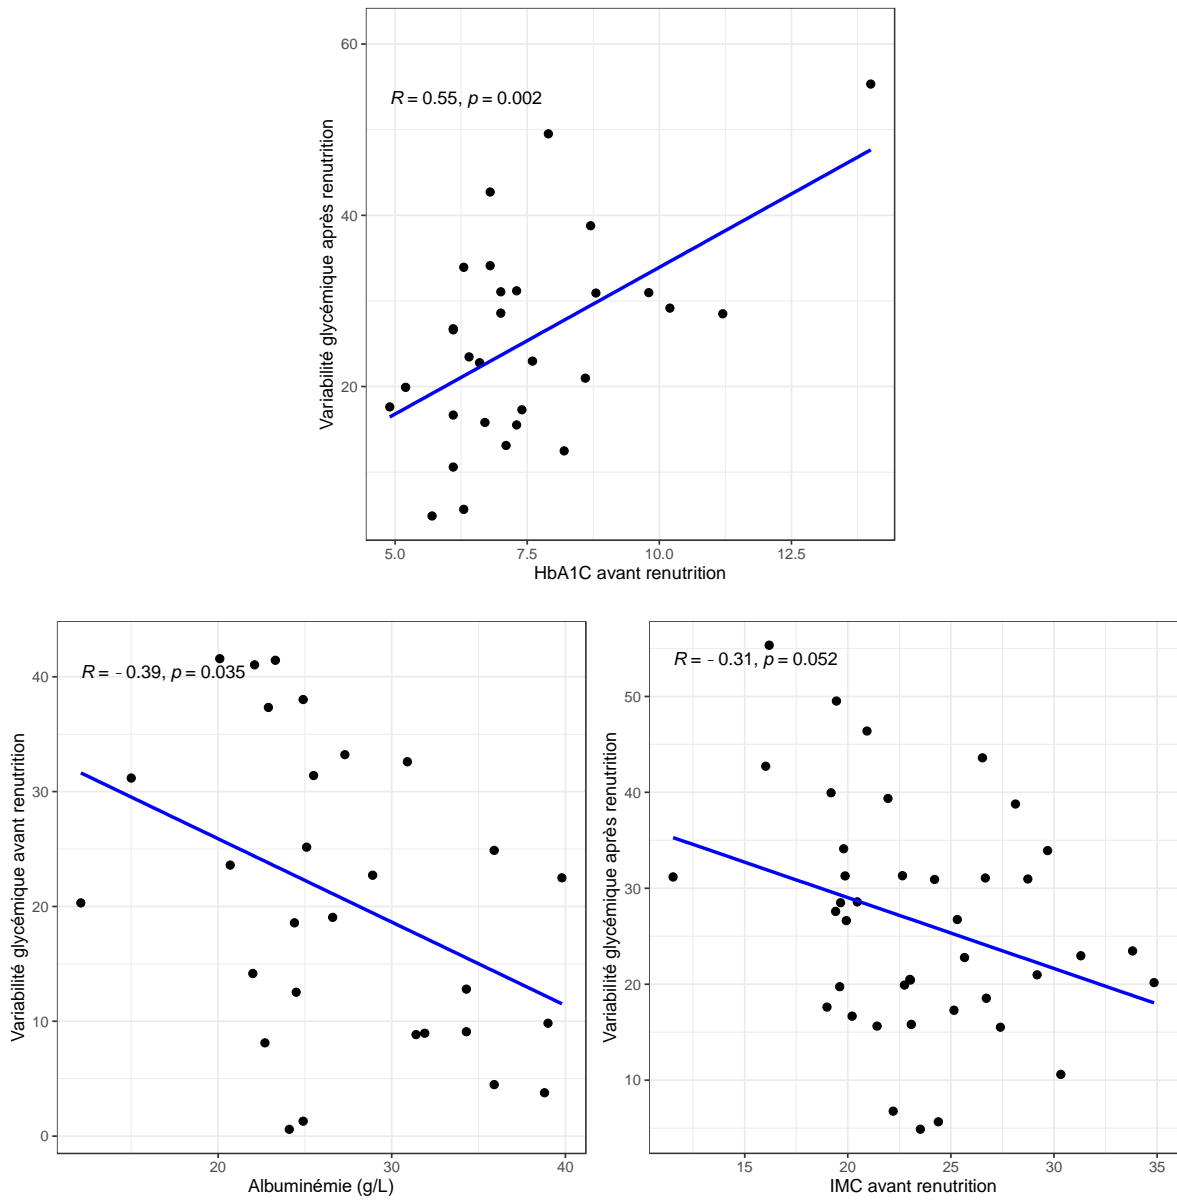 60
40
20
R = 0.55, p = 0.002
Variabilité glycémique après renutrition
5.0 7.5 10.0 12.5
HbA1C avant renutrition
40
30
20
10
0
R = - 0.39, p = 0.035
Variabilité glycémique avant renutrition
20 30 40
Albuminémie (g/L)
50
40
30
20
10
R = - 0.31, p = 0.052
Variabilité glycémique après renutrition
15 20 25 30 35
IMC avant renutrition